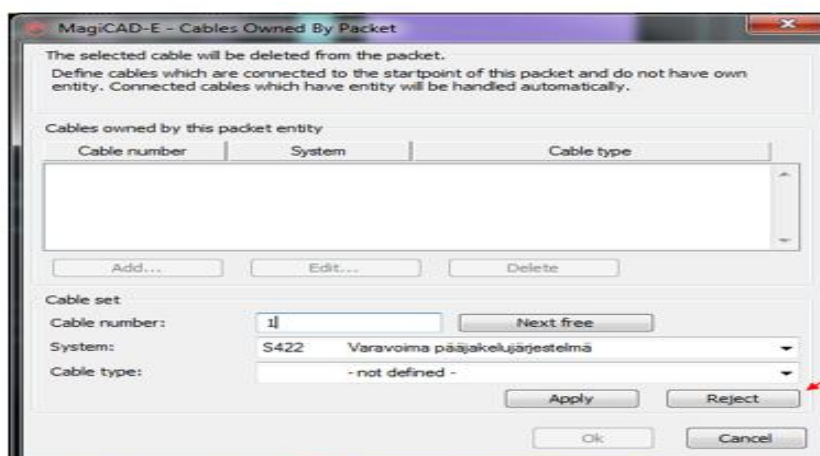 MagiCAD-E - Cables Owned By Packet
The selected cable will be deleted from the packet.
Define cables which are connected to the startpoint of this packet and do not have own
entity. Connected cables which have entity will be handled automatically.
Cables owned by this packet entity
Cable number System Cable type
Add... Edit... Delete
Cable set
Cable number: 1 Next free
System: S422 Varavoima pääjakelujärjestelmä
Cable type: - not defined -
Apply Reject
Ok Cancel